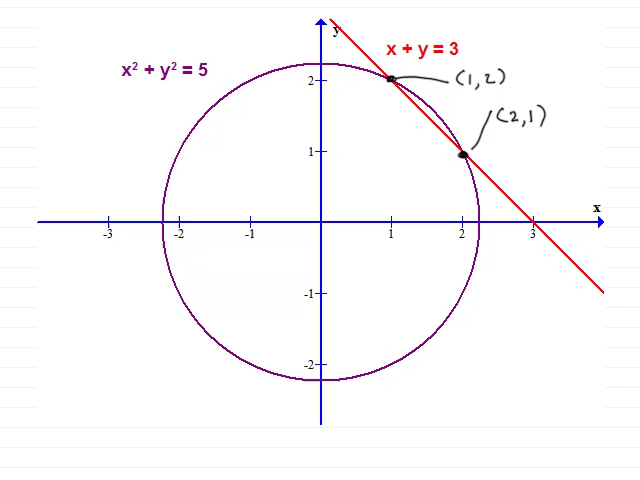 y
x + y = 3
x² + y² = 5
(1,2)
2
(2,1)
1
x
-3 -2 -1 1 2 3
-1
-2